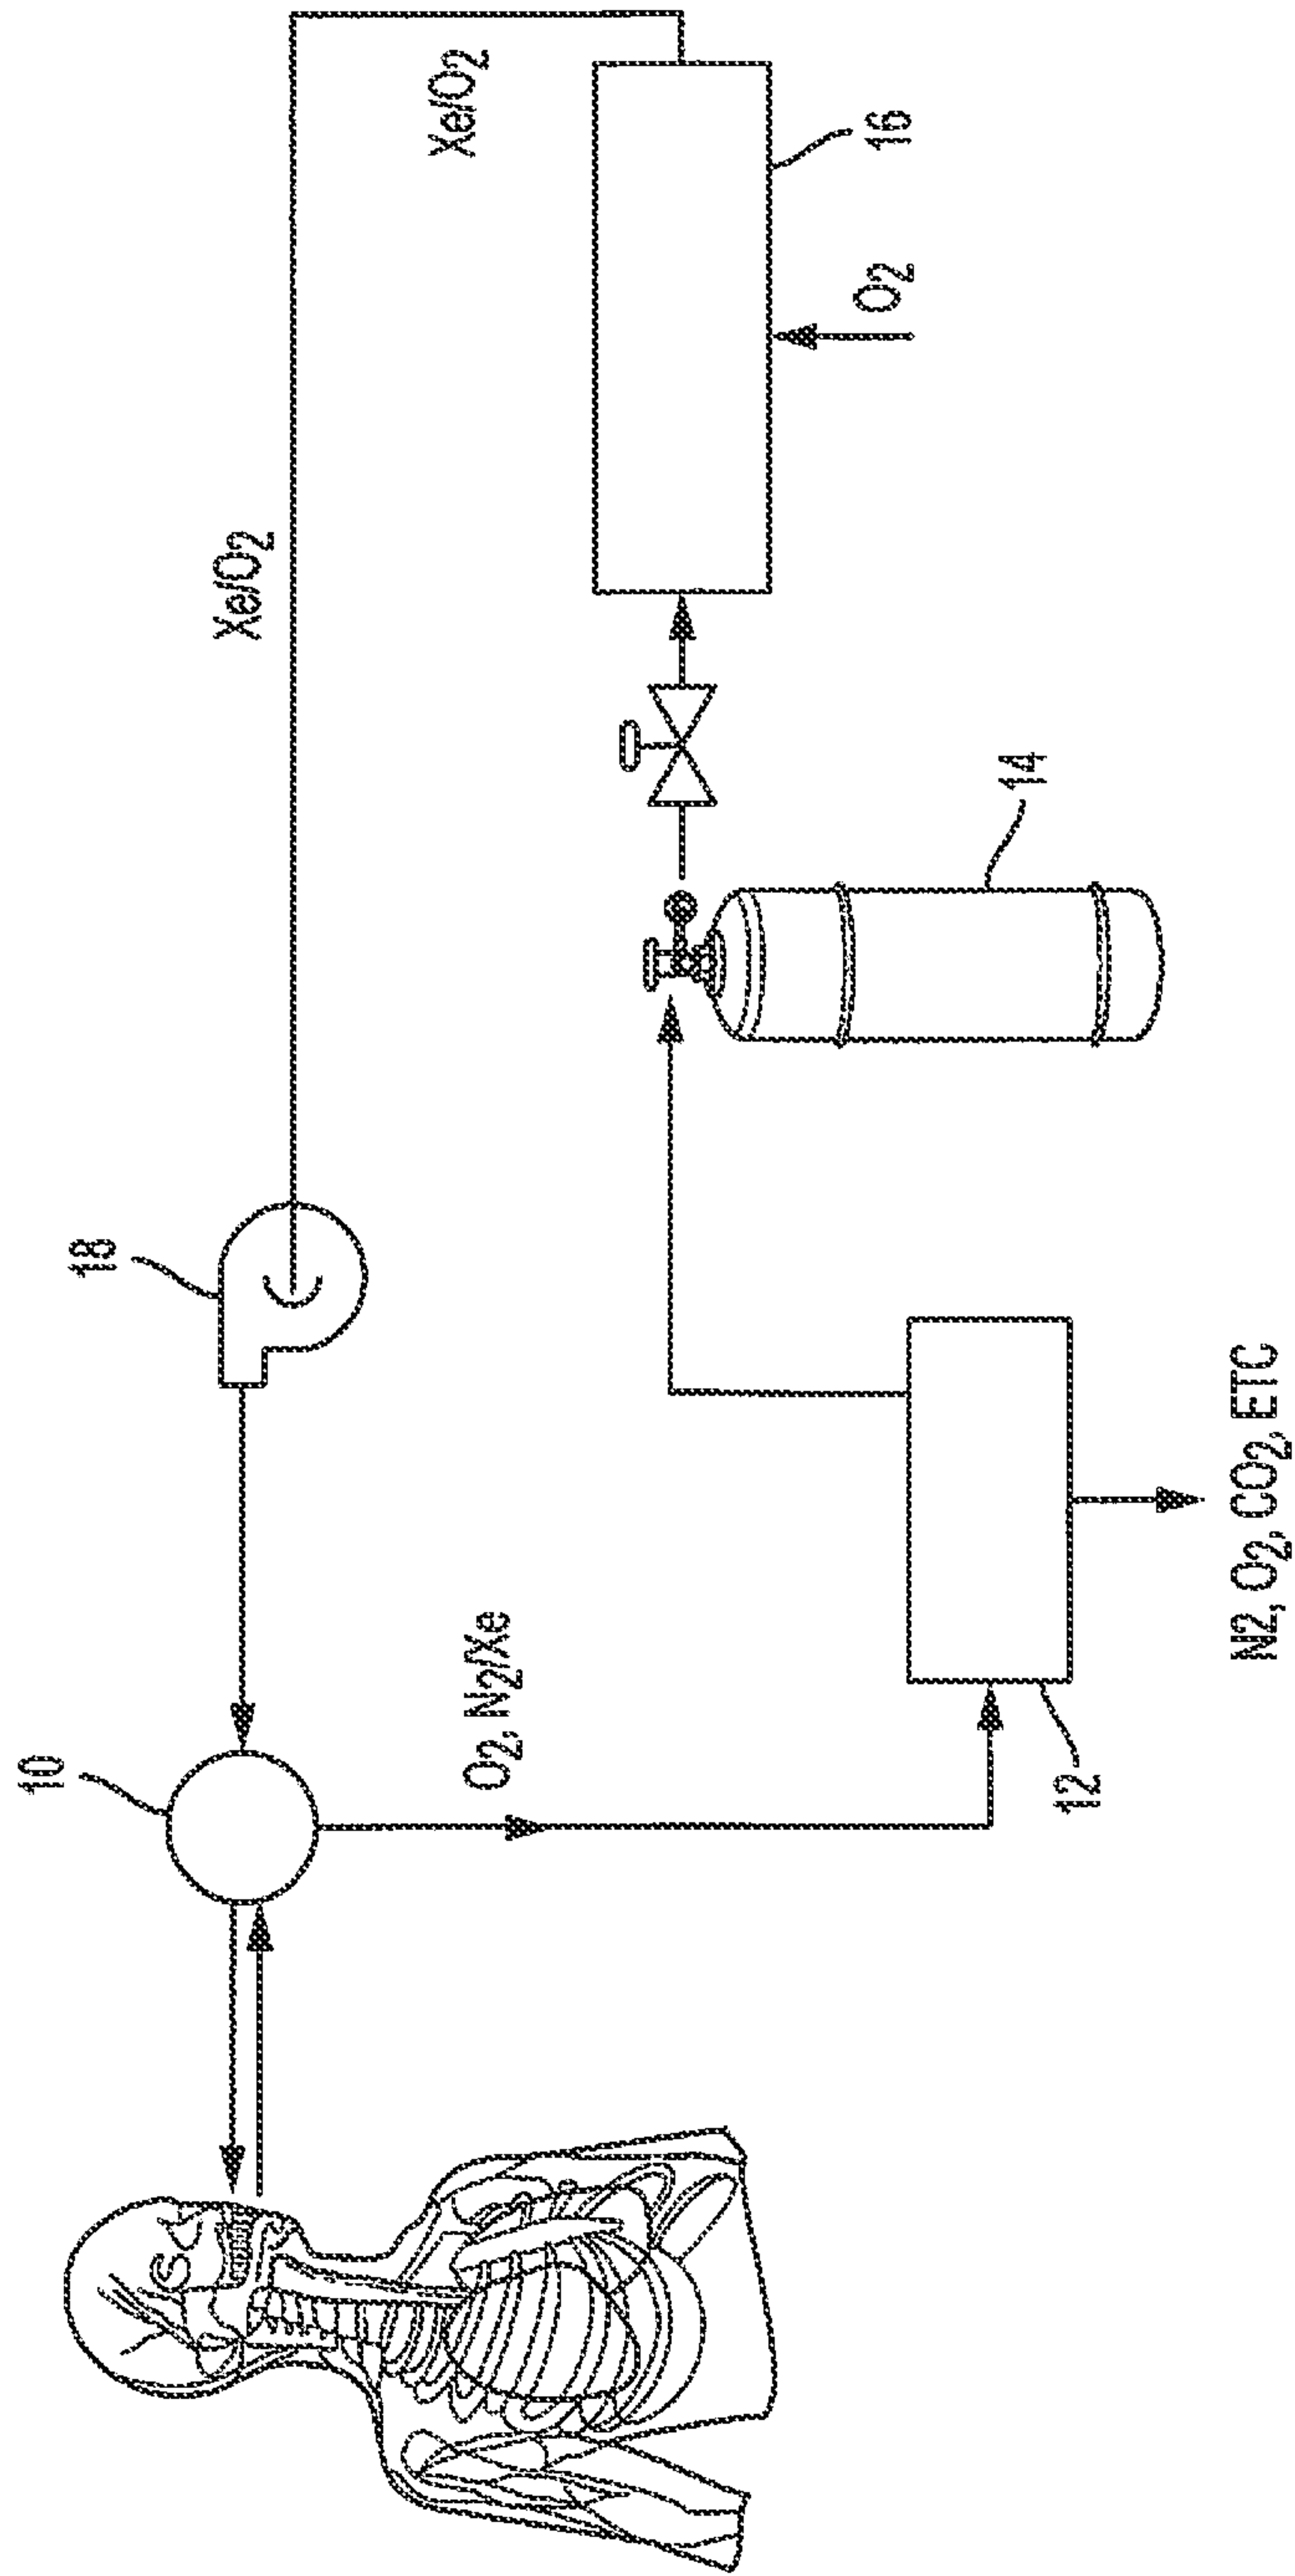 10
18
Xe/O2
Xe/O2
16
O2
14
O2, N2/Xe
12
N2, O2, CO2, ETC